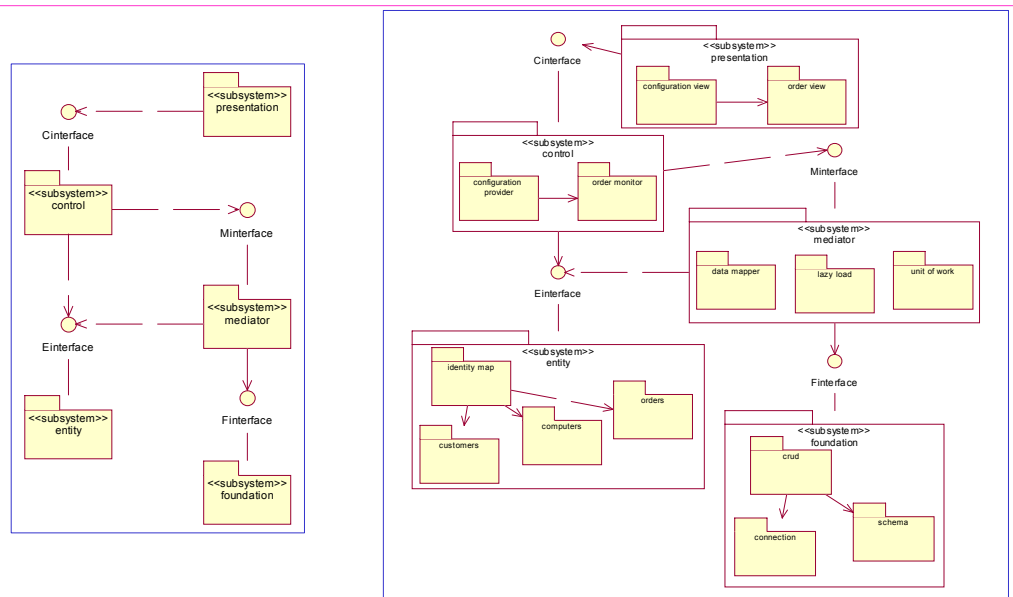 <<subsystem>>
presentation
Cinterface
<<subsystem>>
control
Minterface
<<subsystem>>
mediator
Einterface
<<subsystem>>
entity
Finterface
<<subsystem>>
foundation
Cinterface
<<subsystem>>
presentation
configuration view
order view
<<subsystem>>
control
configuration
provider
order monitor
Minterface
<<subsystem>>
mediator
data mapper
lazy load
unit of work
Einterface
<<subsystem>>
entity
identity map
orders
computers
customers
Finterface
<<subsystem>>
foundation
crud
connection
schema